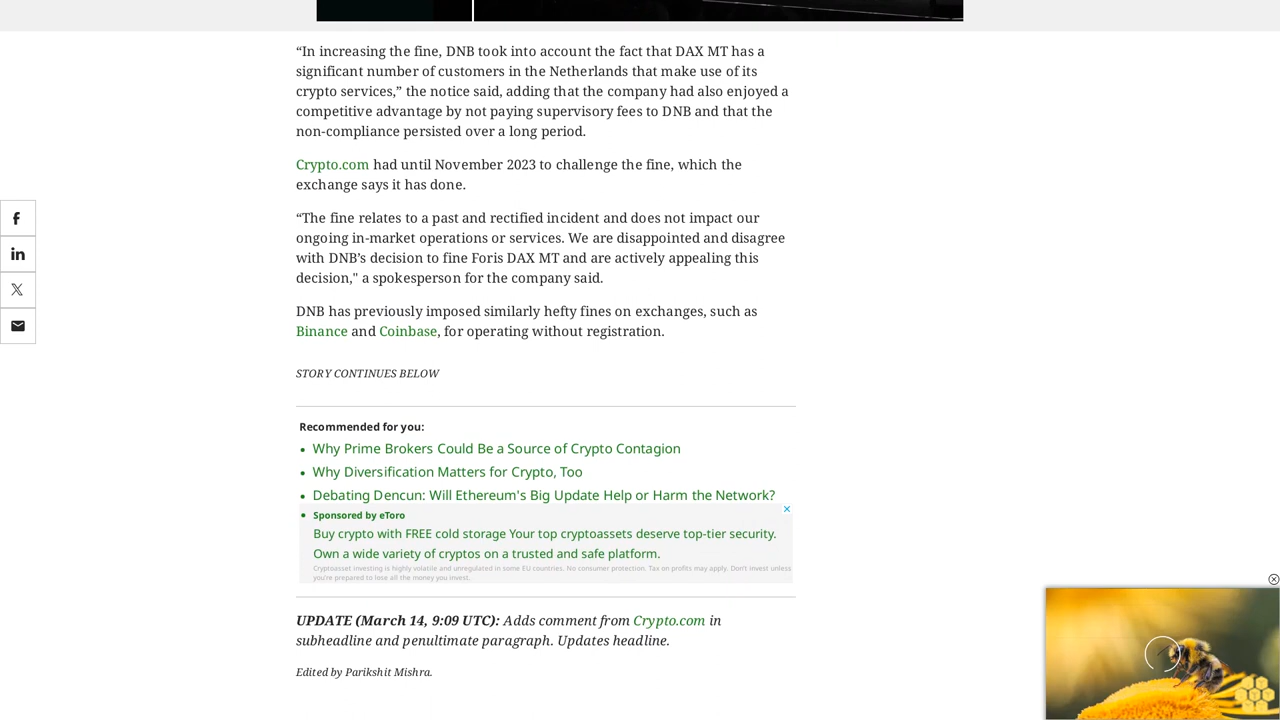 “In increasing the fine, DNB took into account the fact that DAX MT has a
significant number of customers in the Netherlands that make use of its
crypto services,” the notice said, adding that the company had also enjoyed a
competitive advantage by not paying supervisory fees to DNB and that the
non-compliance persisted over a long period.
Crypto.com had until November 2023 to challenge the fine, which the
exchange says it has done.
“The fine relates to a past and rectified incident and does not impact our
ongoing in-market operations or services. We are disappointed and disagree
with DNB’s decision to fine Foris DAX MT and are actively appealing this
decision," a spokesperson for the company said.
DNB has previously imposed similarly hefty fines on exchanges, such as
Binance and Coinbase, for operating without registration.
STORY CONTINUES BELOW
Recommended for you:
• Why Prime Brokers Could Be a Source of Crypto Contagion
• Why Diversification Matters for Crypto, Too
• Debating Dencun: Will Ethereum's Big Update Help or Harm the Network?
• Sponsored by eToro
Buy crypto with FREE cold storage Your top cryptoassets deserve top-tier security.
Own a wide variety of cryptos on a trusted and safe platform.
Cryptoasset investing is highly volatile and unregulated in some EU countries. No consumer protection. Tax on profits may apply. Don't invest unless
you're prepared to lose all the money you invest.
UPDATE (March 14, 9:09 UTC): Adds comment from Crypto.com in
subheadline and penultimate paragraph. Updates headline.
Edited by Parikshit Mishra.